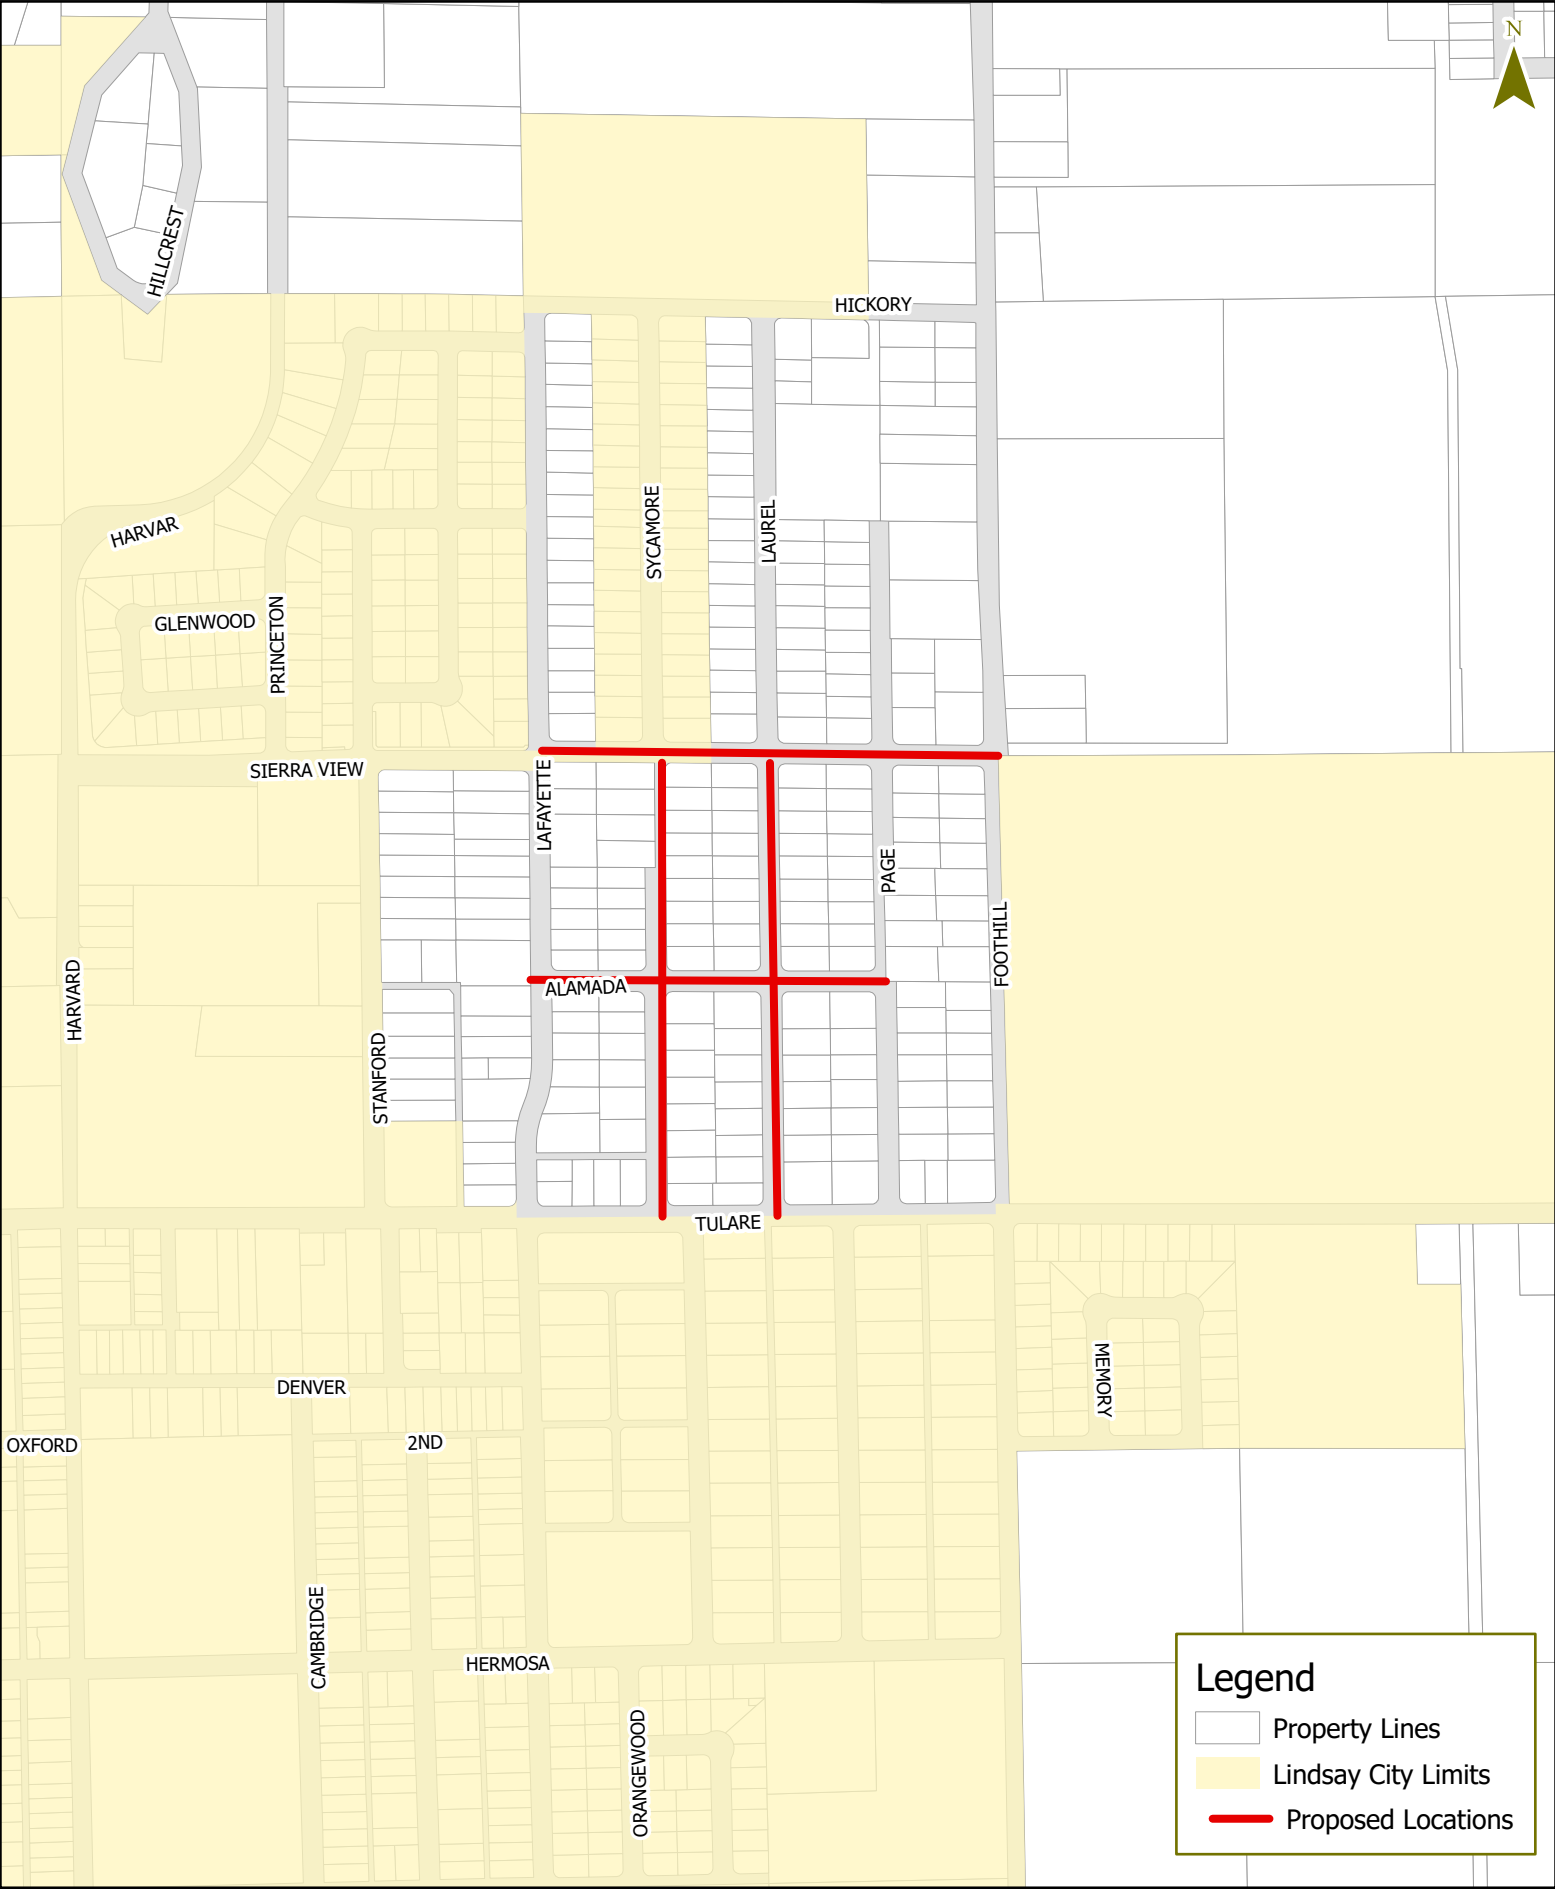 N
HILLCREST
HICKORY
SYCAMORE
LAUREL
HARVAR
GLENWOOD
PRINCETON
SIERRA VIEW
LAFAYETTE
PAGE
FOOTHILL
HARVARD
ALAMADA
STANFORD
TULARE
MEMORY
DENVER
OXFORD
2ND
CAMBRIDGE
HERMOSA
ORANGEWOOD
Legend
Property Lines
Lindsay City Limits
Proposed Locations